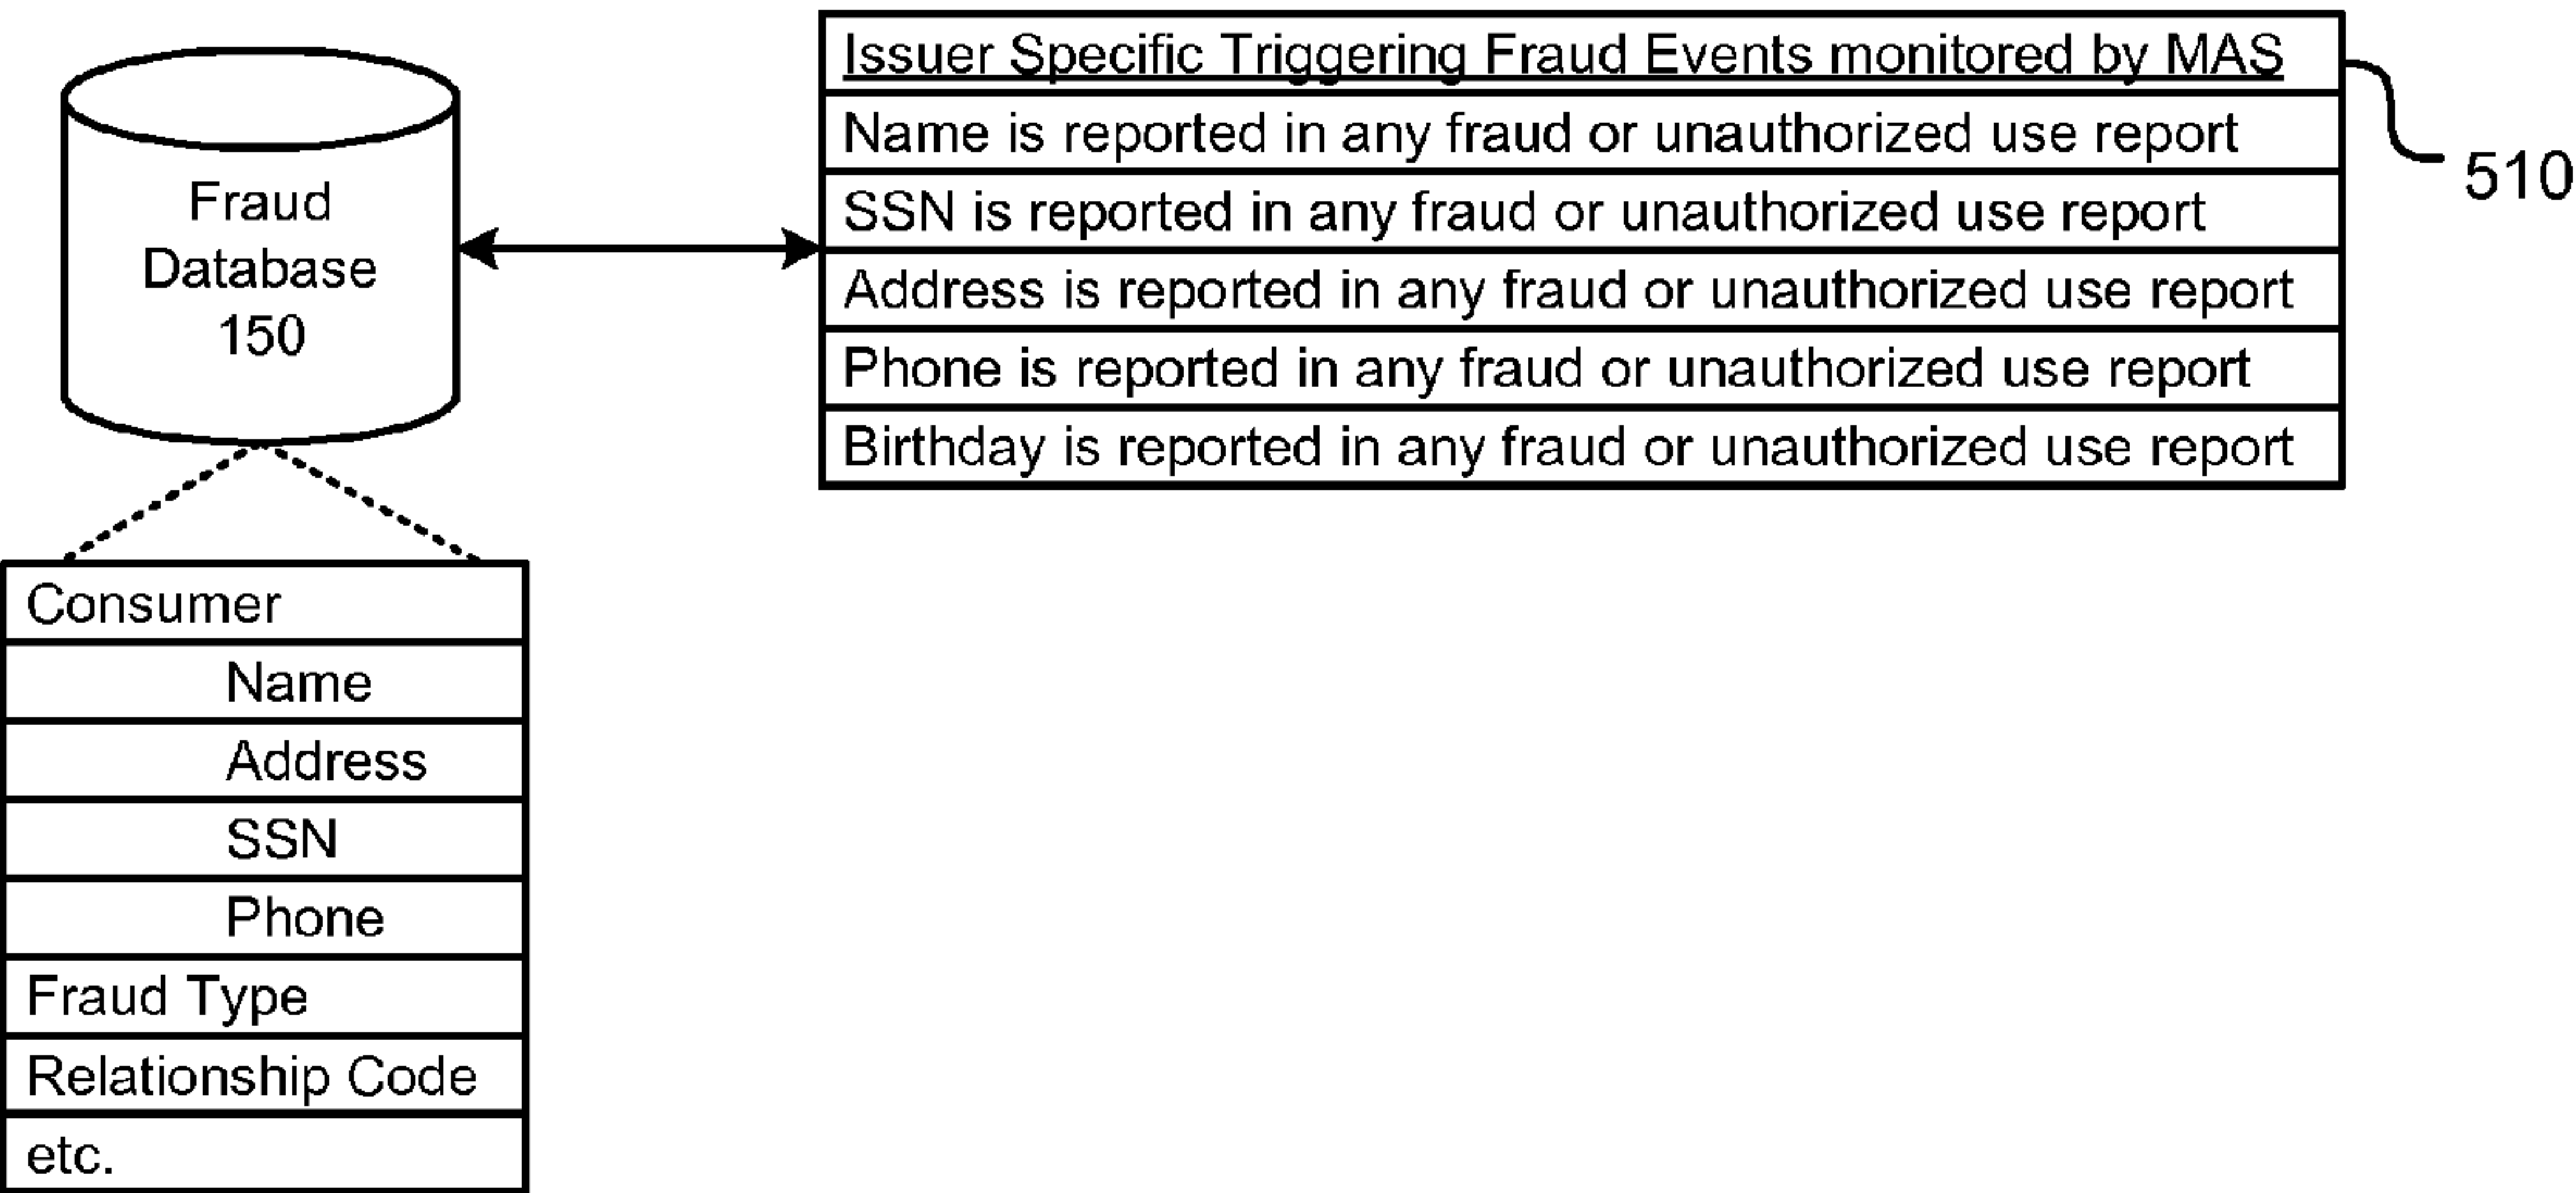 Fraud
Database
150
Issuer Specific Triggering Fraud Events monitored by MAS
Name is reported in any fraud or unauthorized use report
SSN is reported in any fraud or unauthorized use report
Address is reported in any fraud or unauthorized use report
Phone is reported in any fraud or unauthorized use report
Birthday is reported in any fraud or unauthorized use report
510
Consumer
Name
Address
SSN
Phone
Fraud Type
Relationship Code
etc.